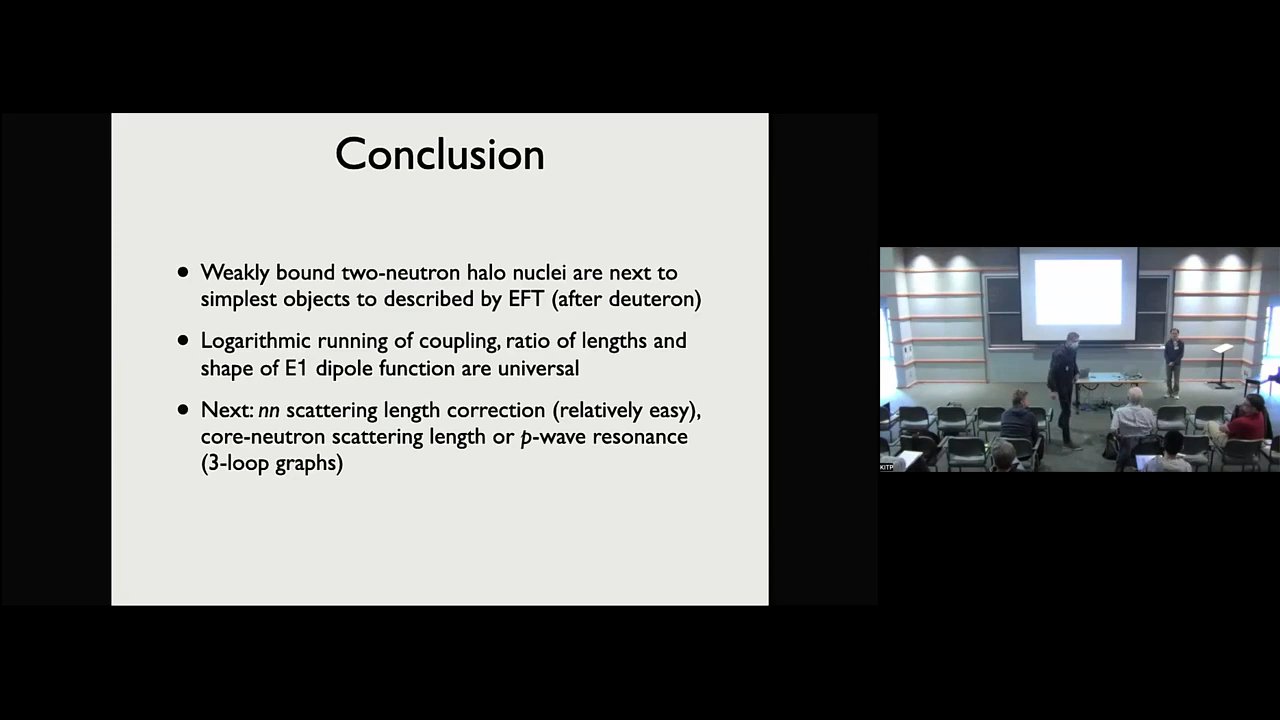 Conclusion
• Weakly bound two-neutron halo nuclei are next to
simplest objects to described by EFT (after deuteron)
• Logarithmic running of coupling, ratio of lengths and
shape of E1 dipole function are universal
• Next: nn scattering length correction (relatively easy),
core-neutron scattering length or p-wave resonance
(3-loop graphs)
KITP